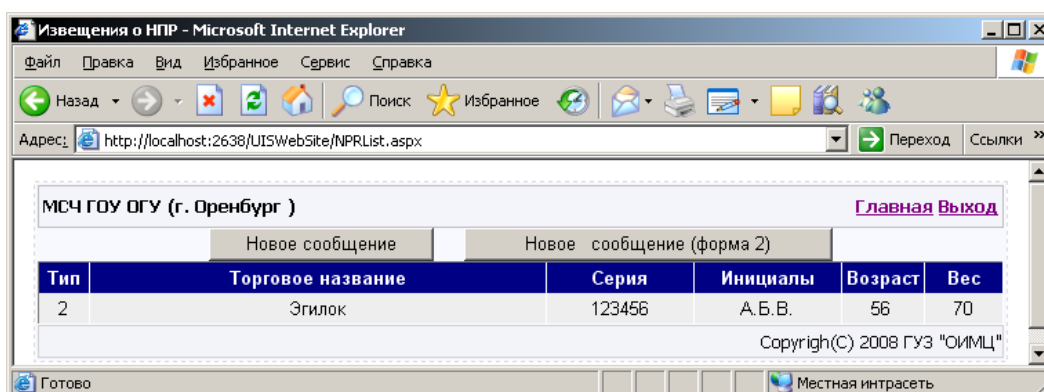 Извещения о НПР - Microsoft Internet Explorer
Файл Правка Вид Избранное Сервис Справка
Назад Поиск Избранное
Адрес: http://localhost:2638/UISWebSite/NPRList.aspx Переход Ссылки »
МСЧ ГОУ ОГУ (г. Оренбург ) Главная Выход
Новое сообщение Новое сообщение (форма 2)
Тип Торговое название Серия Инициалы Возраст Вес
2 Эгилок 123456 А.Б.В. 56 70
Copyrigh(C) 2008 ГУЗ "ОИМЦ"
Готово Местная интрасеть